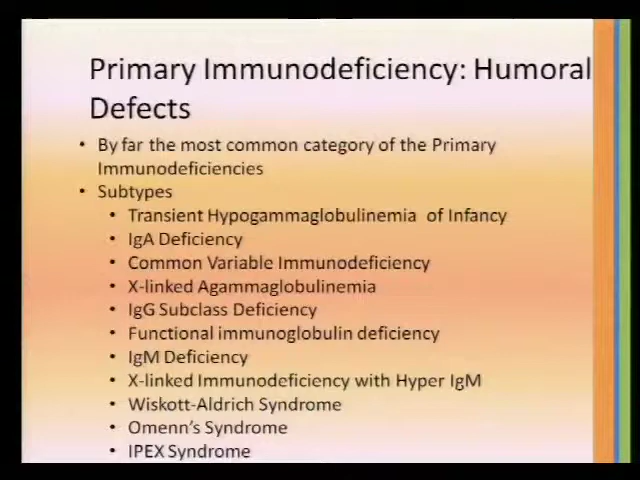 Primary Immunodeficiency: Humoral
Defects
• By far the most common category of the Primary
Immunodeficiencies
• Subtypes
• Transient Hypogammaglobulinemia of Infancy
• IgA Deficiency
• Common Variable Immunodeficiency
• X-linked Agammaglobulinemia
• IgG Subclass Deficiency
• Functional immunoglobulin deficiency
• IgM Deficiency
• X-linked Immunodeficiency with Hyper IgM
• Wiskott-Aldrich Syndrome
• Omenn's Syndrome
• IPEX Syndrome